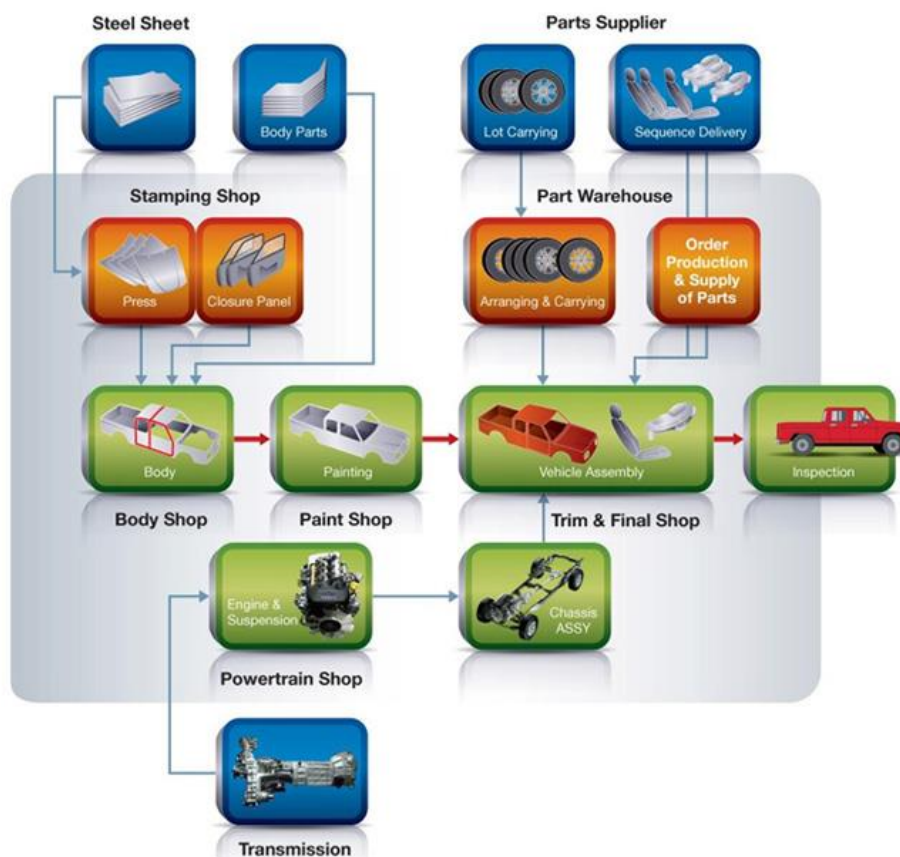 Steel Sheet
Parts Supplier
Body Parts
Lot Carrying
Sequence Delivery
Stamping Shop
Part Warehouse
Press
Closure Panel
Arranging & Carrying
Order
Production
& Supply
of Parts
Body
Painting
Vehicle Assembly
Inspection
Body Shop
Paint Shop
Trim & Final Shop
Engine &
Suspension
Chassis
ASSY
Powertrain Shop
Transmission